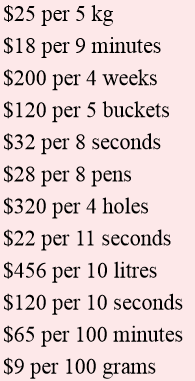 $25 per 5 kg
$18 per 9 minutes
$200 per 4 weeks
$120 per 5 buckets
$32 per 8 seconds
$28 per 8 pens
$320 per 4 holes
$22 per 11 seconds
$456 per 10 litres
$120 per 10 seconds
$65 per 100 minutes
$9 per 100 grams